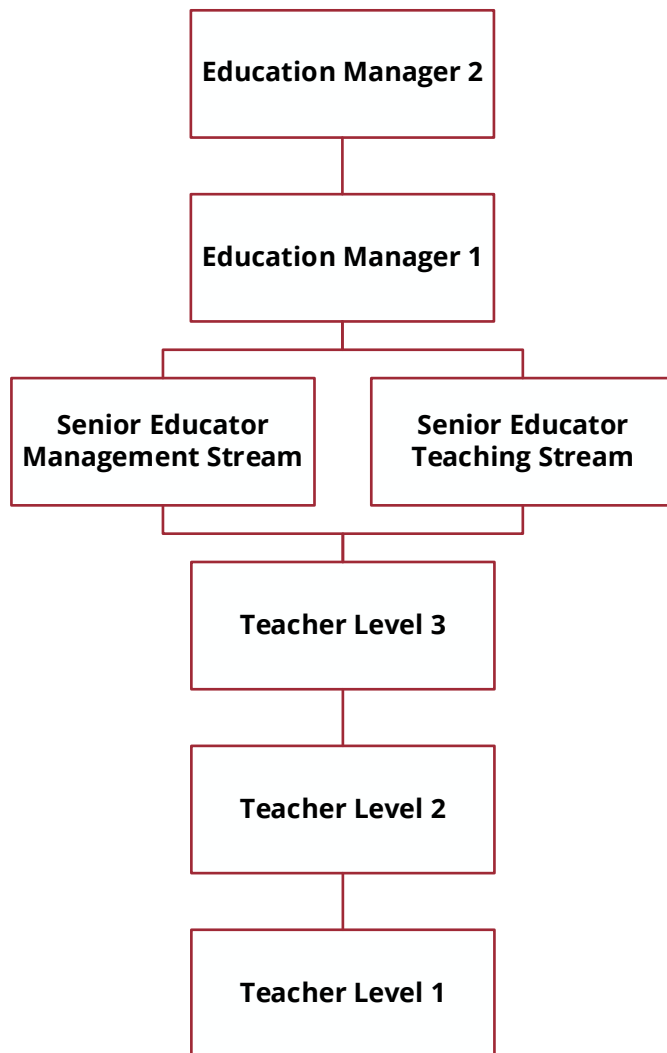 Education Manager 2
Education Manager 1
Senior Educator
Management Stream
Senior Educator
Teaching Stream
Teacher Level 3
Teacher Level 2
Teacher Level 1